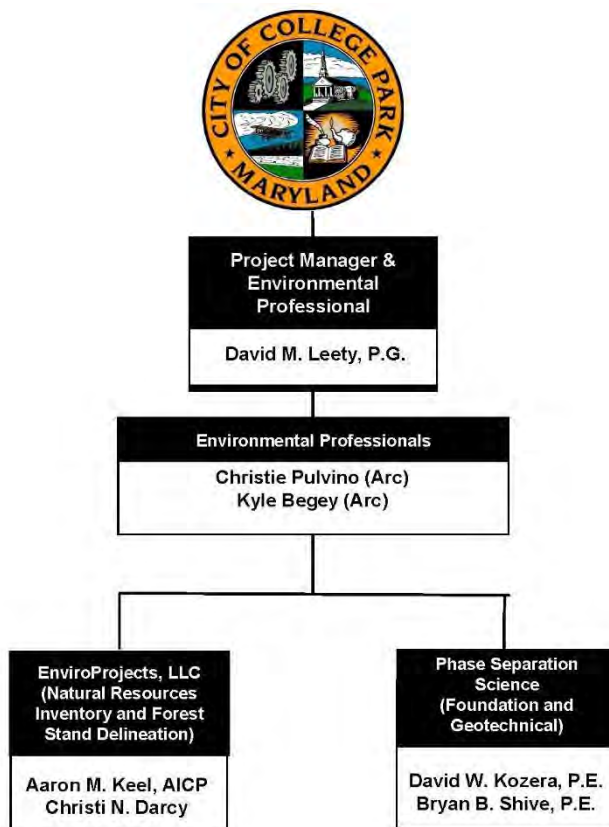 CITY OF COLLEGE PARK
★ MARYLAND ★
Project Manager &
Environmental
Professional
David M. Leety, P.G.
Environmental Professionals
Christie Pulvino (Arc)
Kyle Begey (Arc)
EnviroProjects, LLC
(Natural Resources
Inventory and Forest
Stand Delineation)
Aaron M. Keel, AICP
Christi N. Darcy
Phase Separation
Science
(Foundation and
Geotechnical)
David W. Kozera, P.E.
Bryan B. Shive, P.E.